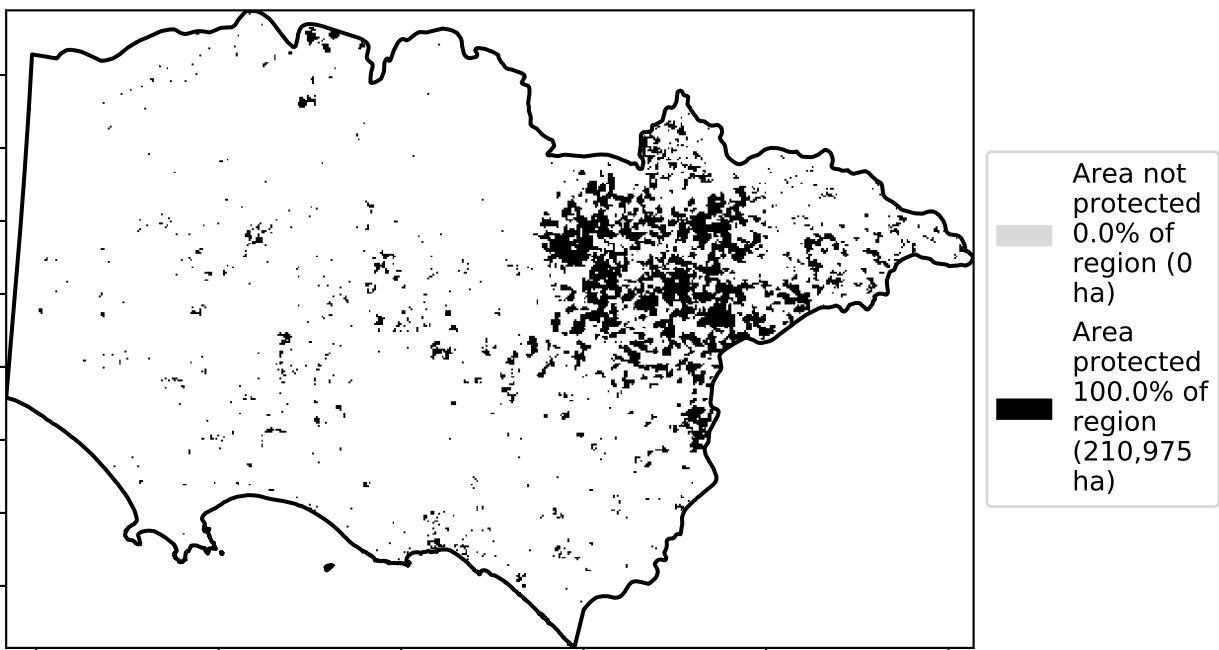 Area not
protected
0.0% of
region (0
ha)
Area
protected
100.0% of
region
(210,975
ha)